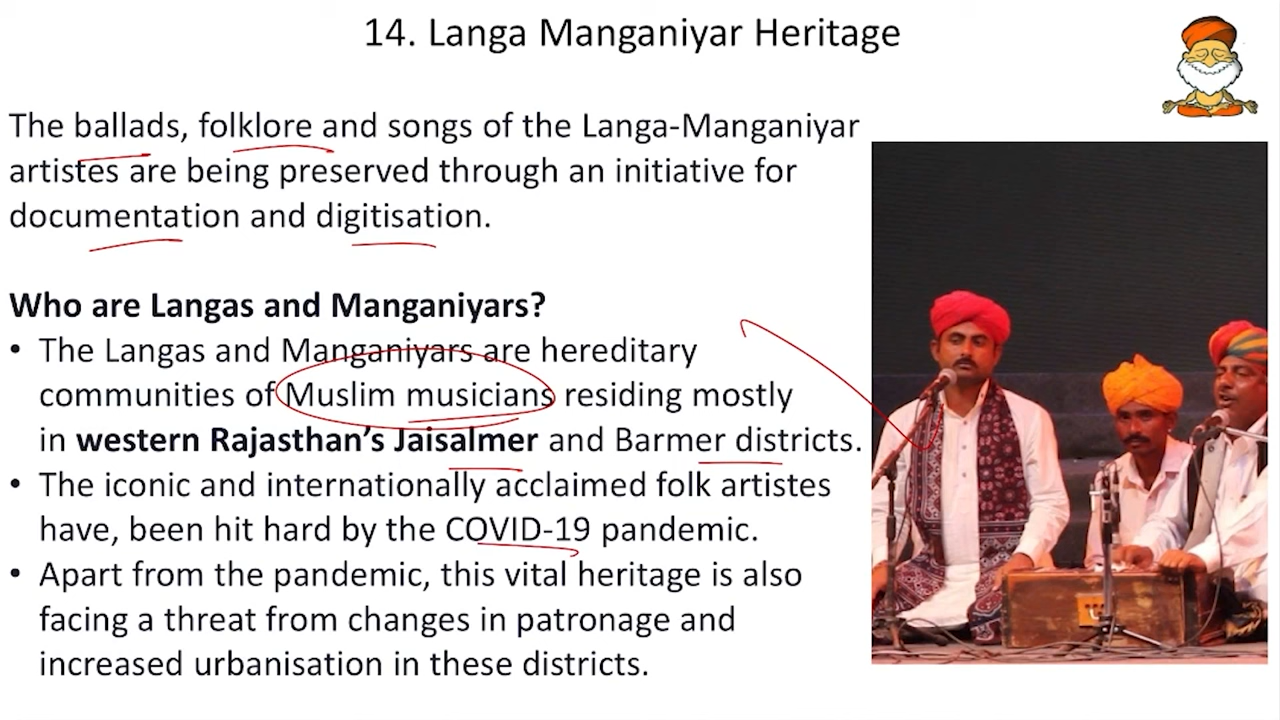 14. Langa Manganiyar Heritage
The ballads, folklore and songs of the Langa-Manganiyar
artistes are being preserved through an initiative for
documentation and digitisation.
Who are Langas and Manganiyars?
• The Langas and Manganiyars are hereditary
communities of Muslim musicians residing mostly
in western Rajasthan’s Jaisalmer and Barmer districts.
• The iconic and internationally acclaimed folk artistes
have, been hit hard by the COVID-19 pandemic.
• Apart from the pandemic, this vital heritage is also
facing a threat from changes in patronage and
increased urbanisation in these districts.